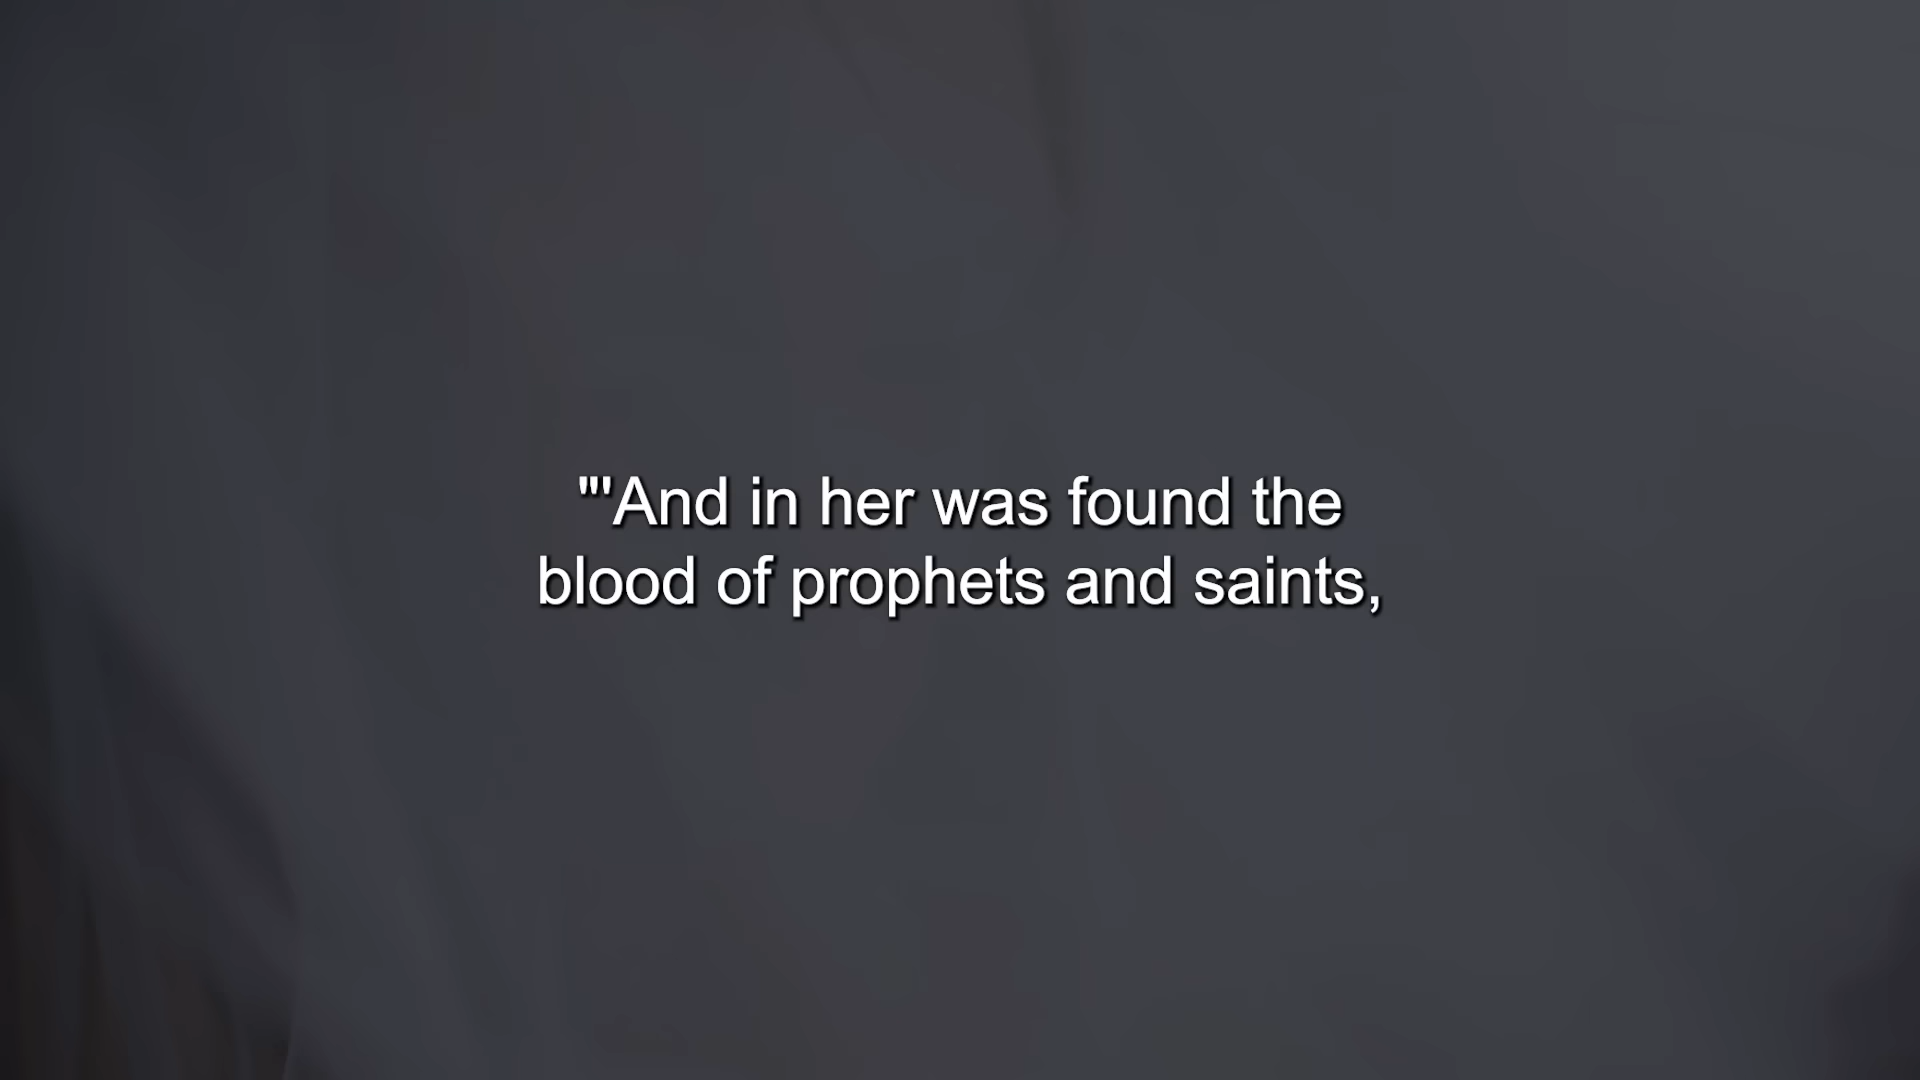 "'And in her was found the
blood of prophets and saints,